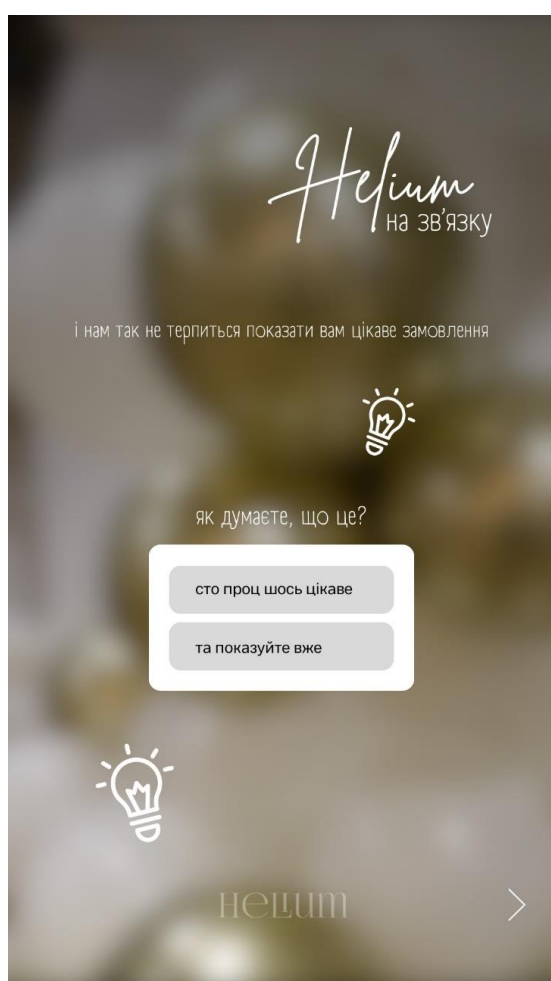 Helium
на зв'язку
і нам так не терпиться показати вам цікаве замовлення
як думаєте, що це?
сто проц шось цікаве
та показуйте вже
Helium